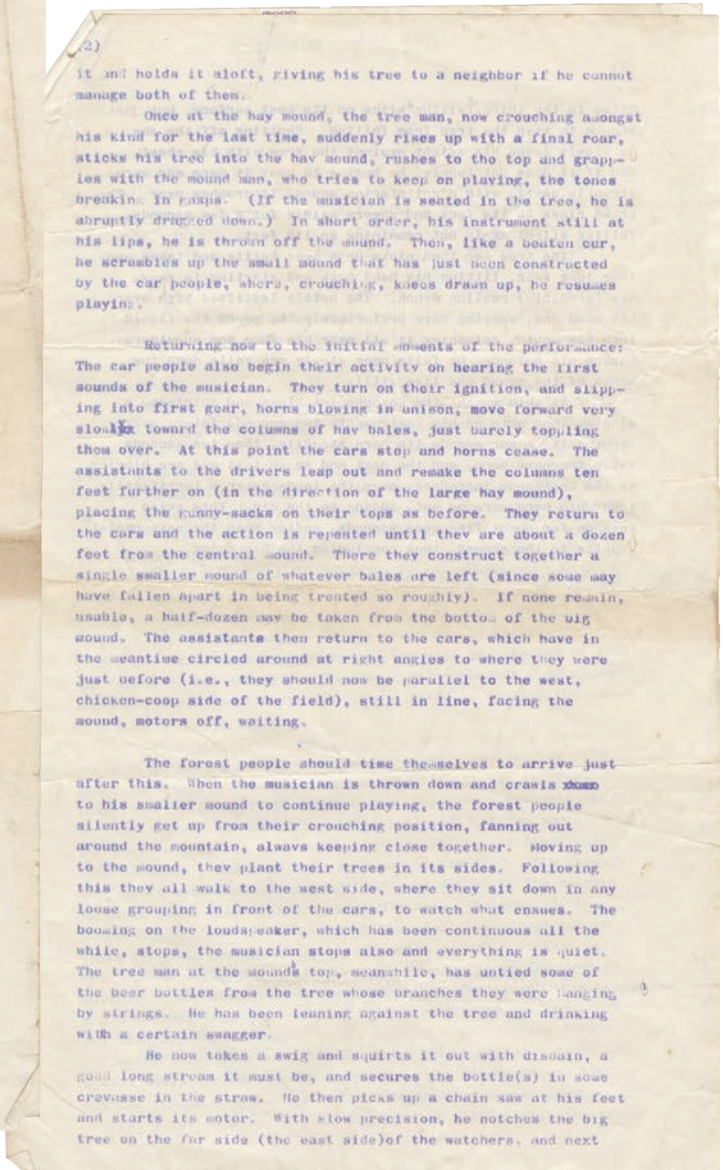 (2)
it and holds it aloft, giving his tree to a neighbor if he cannot
manage both of them.
Once at the hay mound, the tree man, now crouching amongst
his kind for the last time, suddenly rises up with a final roar,
sticks his tree into the hay mound, rushes to the top and grapp-
les with the mound man, who tries to keep on playing, the tones
breaking in gasps. (If the musician is seated in the tree, he is
abruptly dragged down.) In short order, his instrument still at
his lips, he is thrown off the mound. Then, like a beaten cur,
he scrambles up the small mound that has just been constructed
by the car people, where, crouching, knees drawn up, he resumes
playing.
Returning now to the initial moments of the performance:
The car people also begin their activity on hearing the first
sounds of the musician. They turn on their ignition, and slipp-
ing into first gear, horns blowing in unison, move forward very
slowly toward the columns of hay bales, just barely toppling
them over. At this point the cars stop and horns cease. The
assistants to the drivers leap out and remake the columns ten
feet further on (in the direction of the large hay mound),
placing the gunny-sacks on their tops as before. They return to
the cars and the action is repeated until they are about a dozen
feet from the central mound. There they construct together a
single smaller mound of whatever bales are left (since some may
have fallen apart in being treated so roughly). If none remain,
usable, a half-dozen may be taken from the bottom of the big
mound. The assistants then return to the cars, which have in
the meantime circled around at right angles to where they were
just before (i.e., they should now be parallel to the west,
chicken-coop side of the field), still in line, facing the
mound, motors off, waiting.
The forest people should time themselves to arrive just
after this. When the musician is thrown down and crawls
to his smaller mound to continue playing, the forest people
silently get up from their crouching position, fanning out
around the mountain, always keeping close together. Moving up
to the mound, they plant their trees in its sides. Following
this they all walk to the west side, where they sit down in any
loose grouping in front of the cars, to watch what ensues. The
booming on the loudspeaker, which has been continuous all the
while, stops, the musician stops also and everything is quiet.
The tree man at the mound's top, meanwhile, has untied some of
the beer bottles from the tree whose branches they were hanging
by strings. He has been leaning against the tree and drinking
with a certain swagger.
He now takes a swig and squirts it out with disdain, a
good long stream it must be, and secures the bottle(s) in some
crevasse in the straw. He then picks up a chain saw at his feet
and starts its motor. With slow precision, he notches the big
tree on the far side (the east side)of the watchers, and next